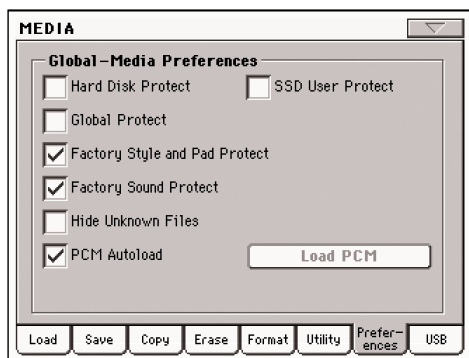 MEDIA
Global-Media Preferences
Hard Disk Protect
SSD User Protect
Global Protect
Factory Style and Pad Protect
Factory Sound Protect
Hide Unknown Files
PCM Autoload
Load PCM
Load
Save
Copy
Erase
Format
Utility
Prefer-
ences
USB